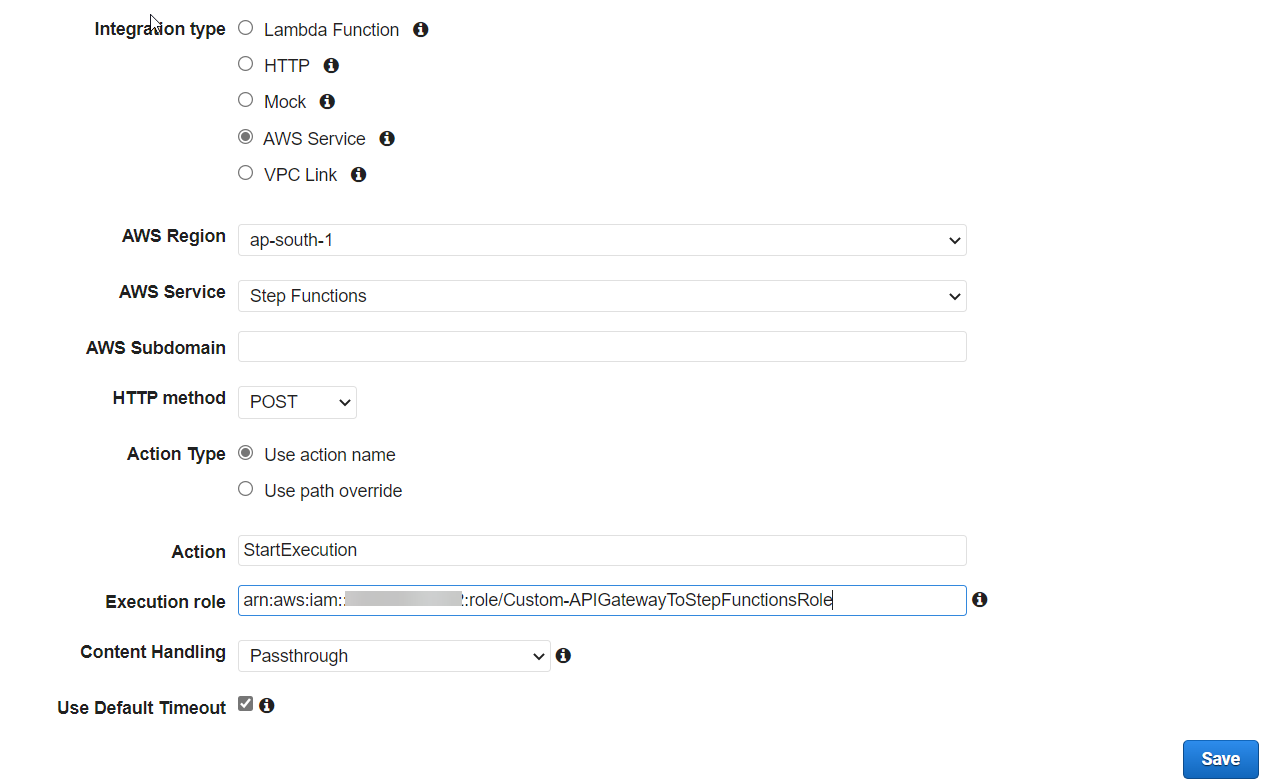 Integration type Lambda Function
HTTP
Mock
AWS Service
VPC Link
AWS Region ap-south-1
AWS Service Step Functions
AWS Subdomain
HTTP method POST
Action Type Use action name
Use path override
Action StartExecution
Execution role arn:aws:iam:: :role/Custom-APIGatewayToStepFunctionsRole
Content Handling Passthrough
Use Default Timeout
Save